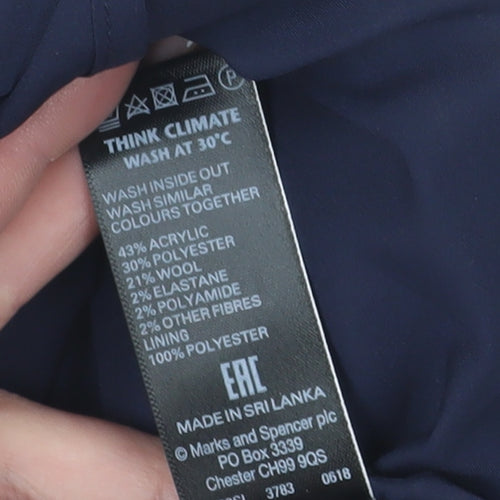 P
THINK CLIMATE
WASH AT 30°C
WASH INSIDE OUT
WASH SIMILAR
COLOURS TOGETHER
43% ACRYLIC
30% POLYESTER
21% WOOL
2% ELASTANE
2% POLYAMIDE
2% OTHER FIBRES
LINING
100% POLYESTER
EAC
MADE IN SRI LANKA
© Marks and Spencer plc
PO Box 3339
Chester CH99 9QS
3783 0618